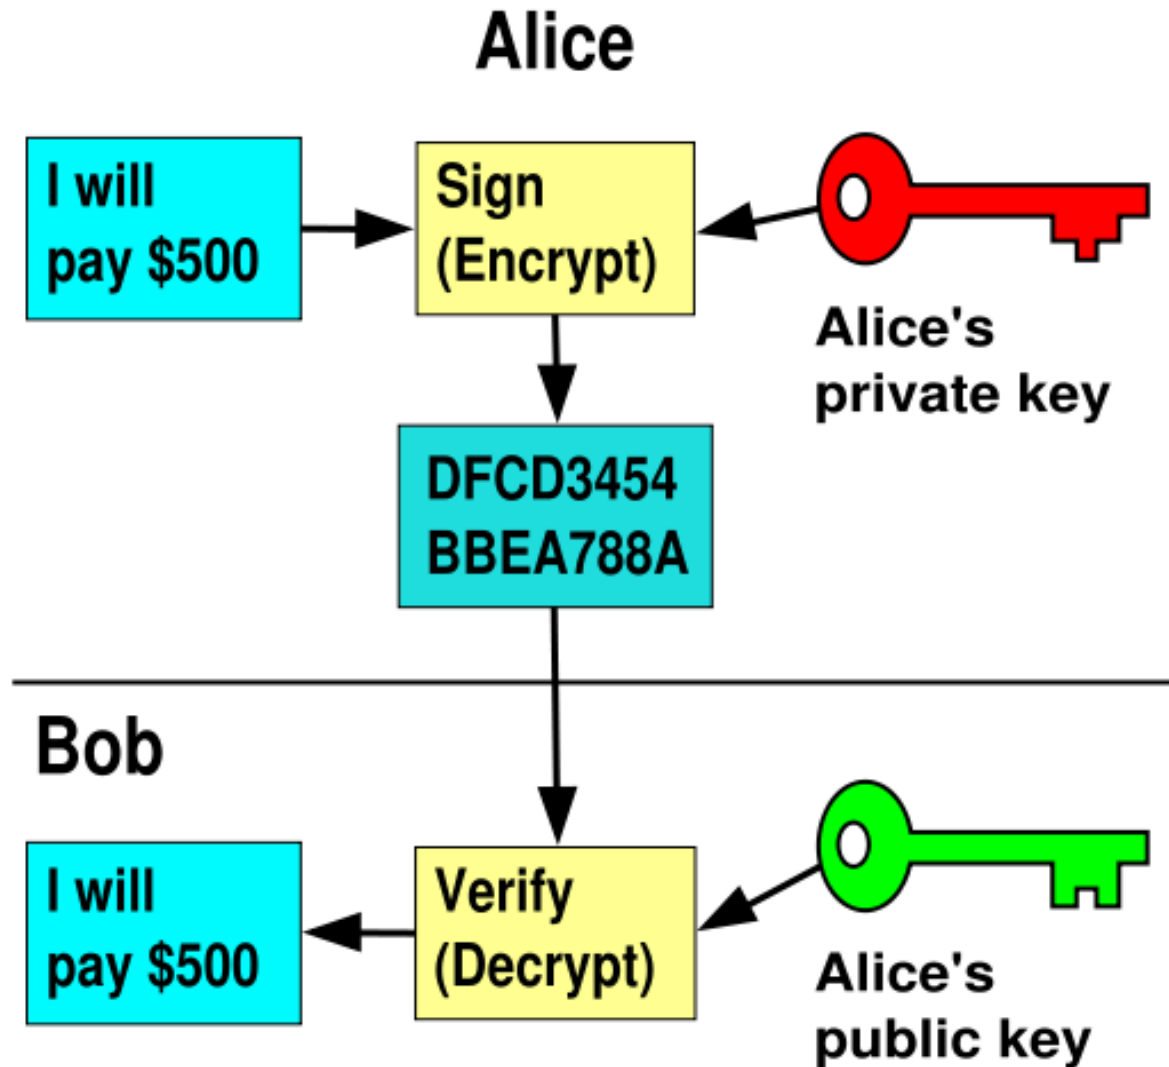 Alice
I will
pay $500
Sign
(Encrypt)
Alice's
private key
DFCD3454
BBEA788A
Bob
I will
pay $500
Verify
(Decrypt)
Alice's
public key